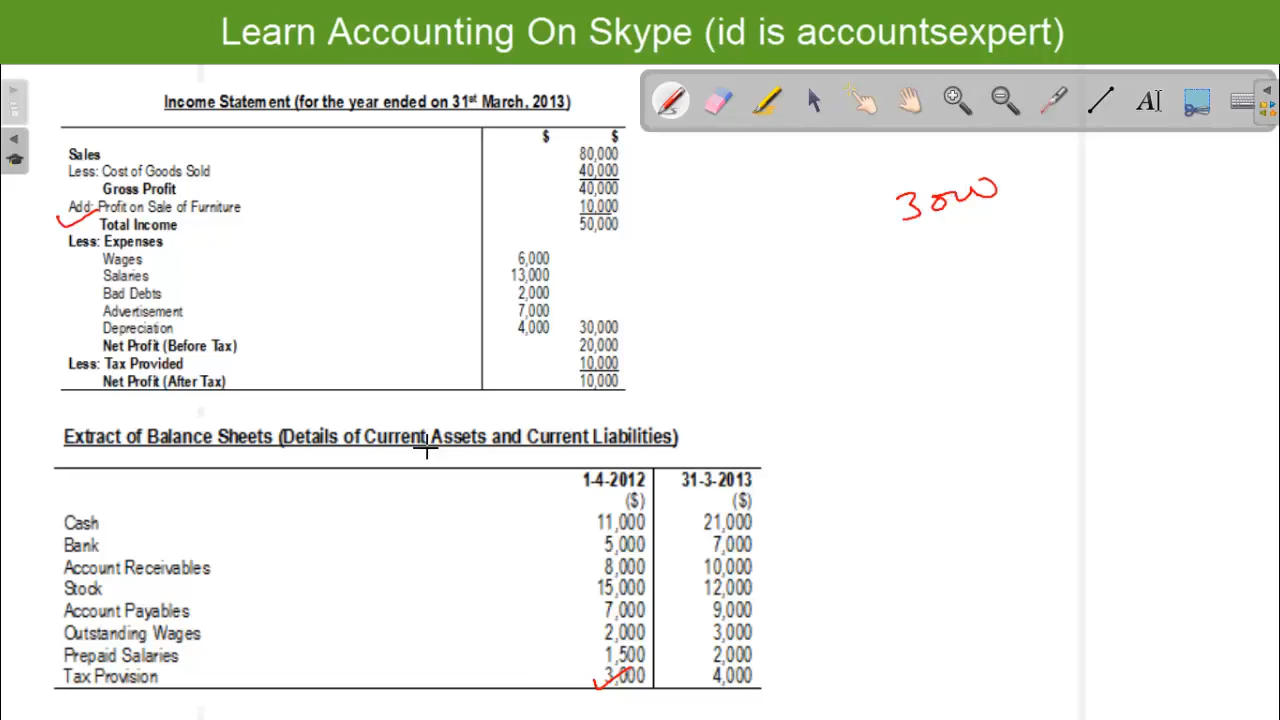 Learn Accounting On Skype (id is accountsexpert)
Income Statement (for the year ended on 31st March, 2013)
$ $
Sales 80,000
Less: Cost of Goods Sold 40,000
Gross Profit 40,000
Add: Profit on Sale of Furniture 10,000
Total Income 50,000
Less: Expenses
Wages 6,000
Salaries 13,000
Bad Debts 2,000
Advertisement 7,000
Depreciation 4,000 30,000
Net Profit (Before Tax) 20,000
Less: Tax Provided 10,000
Net Profit (After Tax) 10,000
Extract of Balance Sheets (Details of Current Assets and Current Liabilities)
1-4-2012 31-3-2013
($) ($)
Cash 11,000 21,000
Bank 5,000 7,000
Account Receivables 8,000 10,000
Stock 15,000 12,000
Account Payables 7,000 9,000
Outstanding Wages 2,000 3,000
Prepaid Salaries 1,500 2,000
Tax Provision 3,000 4,000
3000